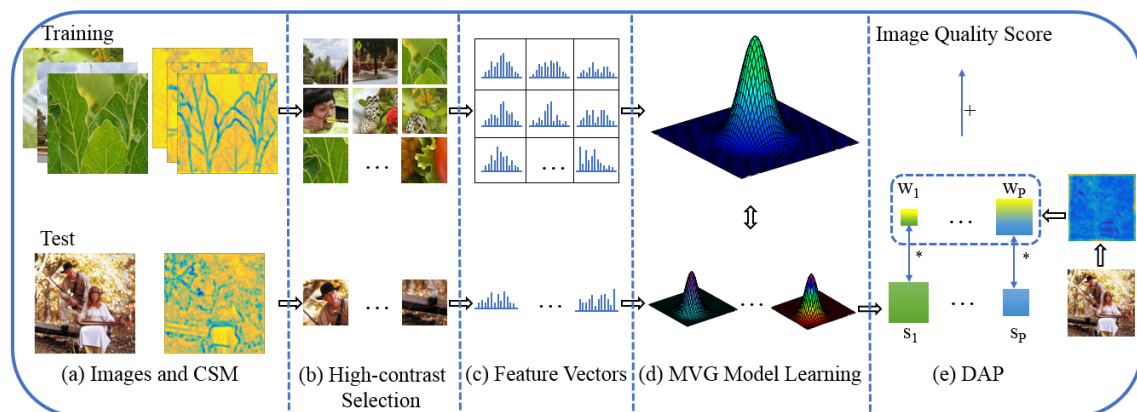 Training
Image Quality Score
+
w1 ... wP
Test
* *
... ... ...
s1 ... sP
(a) Images and CSM
(b) High-contrast
Selection
(c) Feature Vectors
(d) MVG Model Learning
(e) DAP